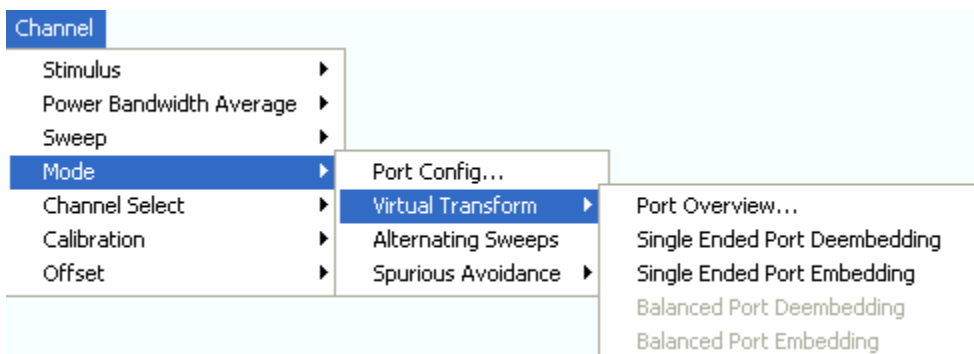 Channel
Stimulus
Power Bandwidth Average
Sweep
Mode
Channel Select
Calibration
Offset
Port Config...
Virtual Transform
Alternating Sweeps
Spurious Avoidance
Port Overview...
Single Ended Port Deembedding
Single Ended Port Embedding
Balanced Port Deembedding
Balanced Port Embedding